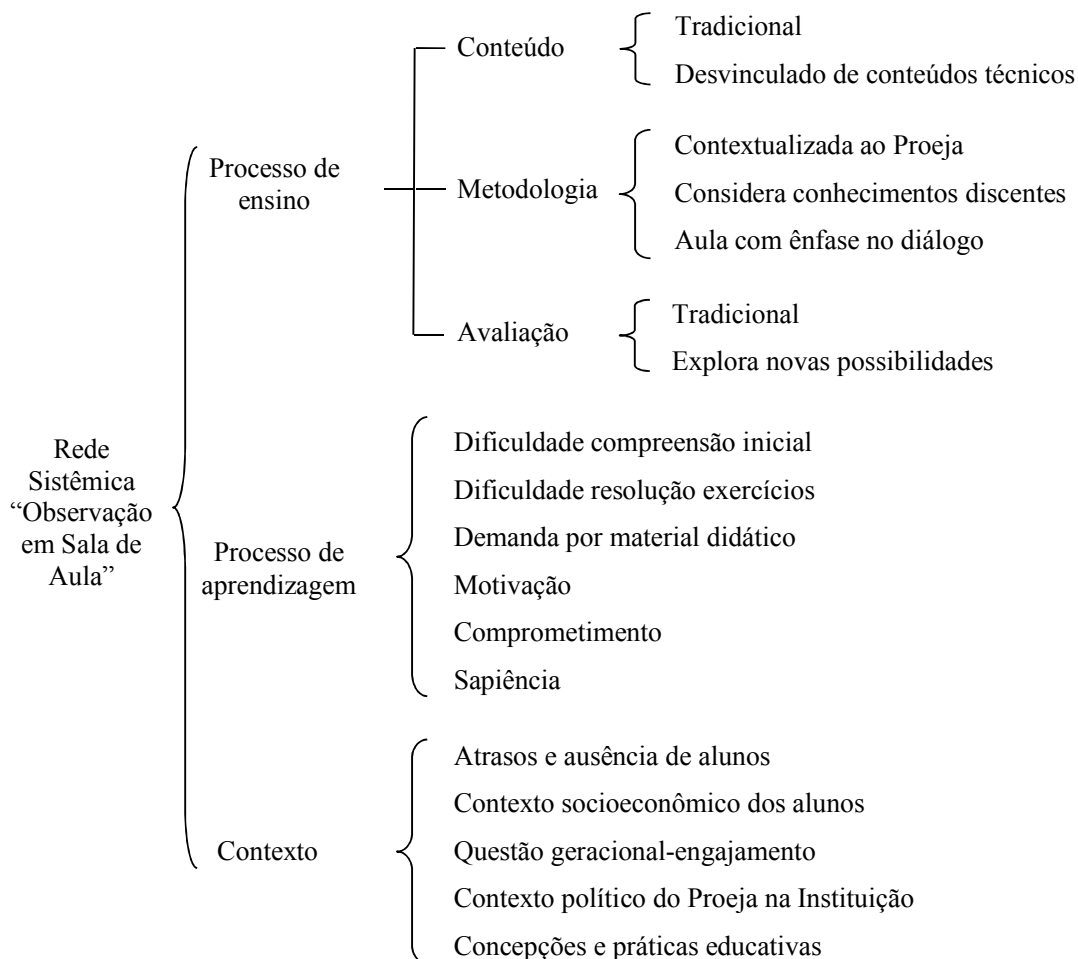 Rede
Sistêmica
“Observação
em Sala de
Aula”
Processo de
ensino
Conteúdo
Tradicional
Desvinculado de conteúdos técnicos
Metodologia
Contextualizada ao Proeja
Considera conhecimentos discentes
Aula com ênfase no diálogo
Avaliação
Tradicional
Explora novas possibilidades
Processo de
aprendizagem
Dificuldade compreensão inicial
Dificuldade resolução exercícios
Demanda por material didático
Motivação
Comprometimento
Sapiência
Contexto
Atrasos e ausência de alunos
Contexto socioeconômico dos alunos
Questão geracional-engajamento
Contexto político do Proeja na Instituição
Concepções e práticas educativas